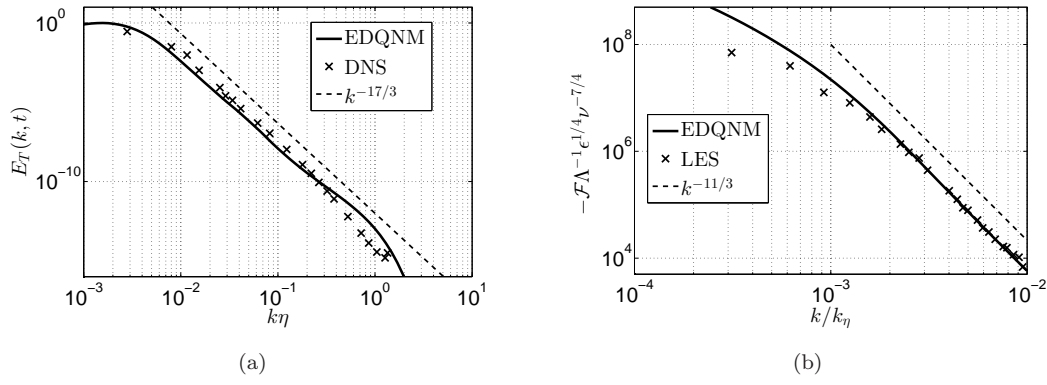 10^0
10^{-10}
E_T(k, t)
EDQNM
DNS
k^{-17/3}
10^{-3}
10^{-2}
10^{-1}
10^0
10^1
kη
(a)
10^8
10^6
10^4
−ℱΛ^{-1}ϵ^{1/4}ν^{-7/4}
EDQNM
LES
k^{-11/3}
10^{-4}
10^{-3}
10^{-2}
k/k_η
(b)